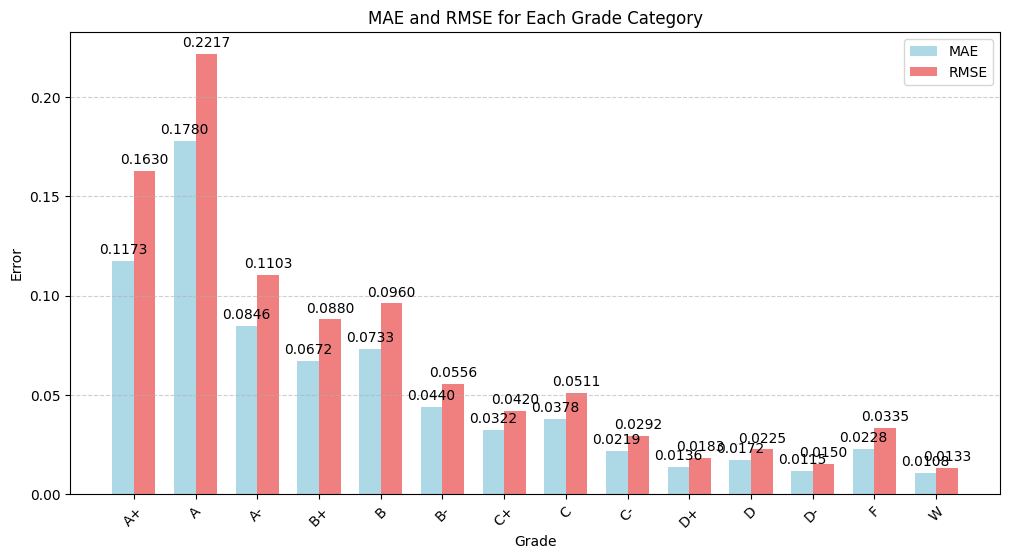 MAE and RMSE for Each Grade Category
MAE
RMSE
Error
0.20
0.15
0.10
0.05
0.00
0.1173
0.1630
0.1780
0.2217
0.0846
0.1103
0.0672
0.0880
0.0733
0.0960
0.0440
0.0556
0.0322
0.0420
0.0378
0.0511
0.0219
0.0292
0.0136
0.0183
0.0172
0.0225
0.0115
0.0150
0.0228
0.0335
0.0108
0.0133
A+
A
A-
B+
B
B-
C+
C
C-
D+
D
D-
F
W
Grade